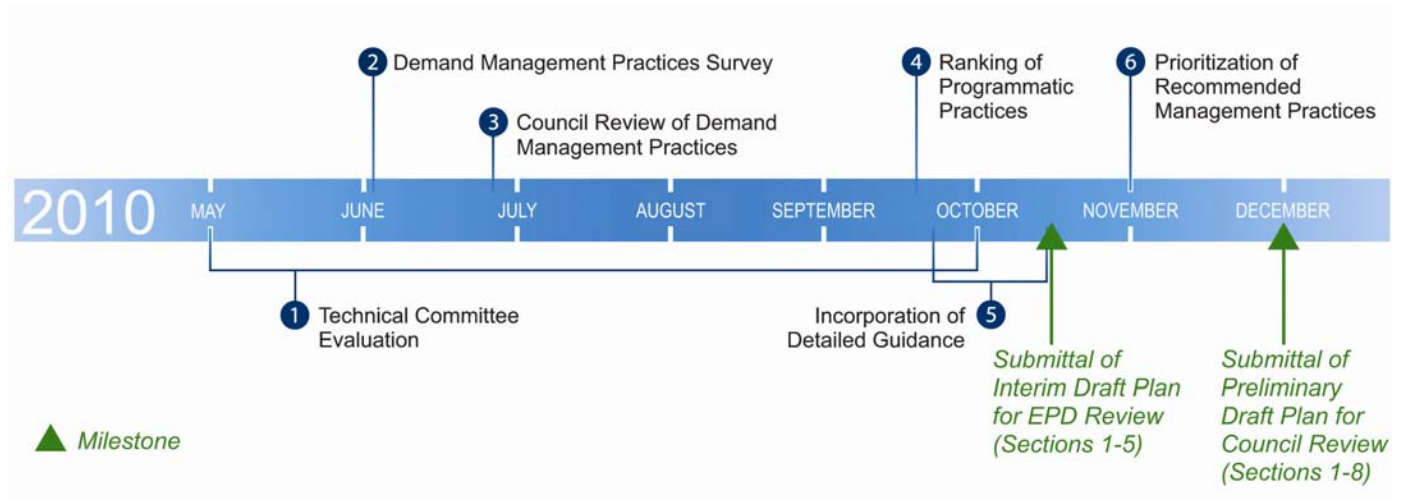 2 Demand Management Practices Survey
3 Council Review of Demand
Management Practices
4 Ranking of
Programmatic
Practices
6 Prioritization of
Recommended
Management Practices
2010 MAY JUNE JULY AUGUST SEPTEMBER OCTOBER NOVEMBER DECEMBER
1 Technical Committee
Evaluation
Incorporation of 5
Detailed Guidance
Submittal of
Interim Draft Plan
for EPD Review
(Sections 1-5)
Submittal of
Preliminary
Draft Plan for
Council Review
(Sections 1-8)
Milestone